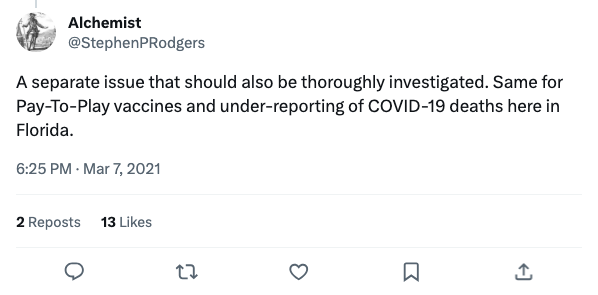 Alchemist
@StephenPRodgers
A separate issue that should also be thoroughly investigated. Same for
Pay-To-Play vaccines and under-reporting of COVID-19 deaths here in
Florida.
6:25 PM · Mar 7, 2021
2 Reposts 13 Likes